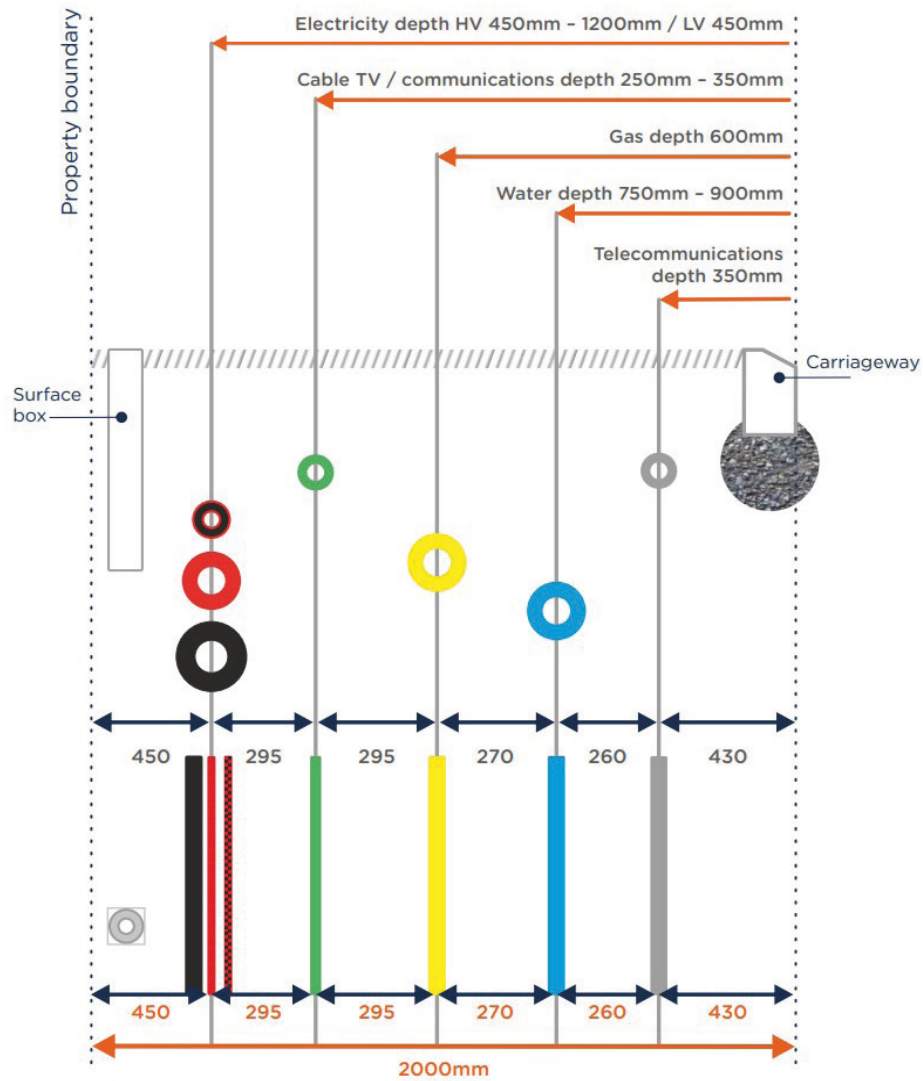 Property boundary
Electricity depth HV 450mm – 1200mm / LV 450mm
Cable TV / communications depth 250mm – 350mm
Gas depth 600mm
Water depth 750mm – 900mm
Telecommunications
depth 350mm
Carriageway
Surface
box
450 295 295 270 260 430
450 295 295 270 260 430
2000mm